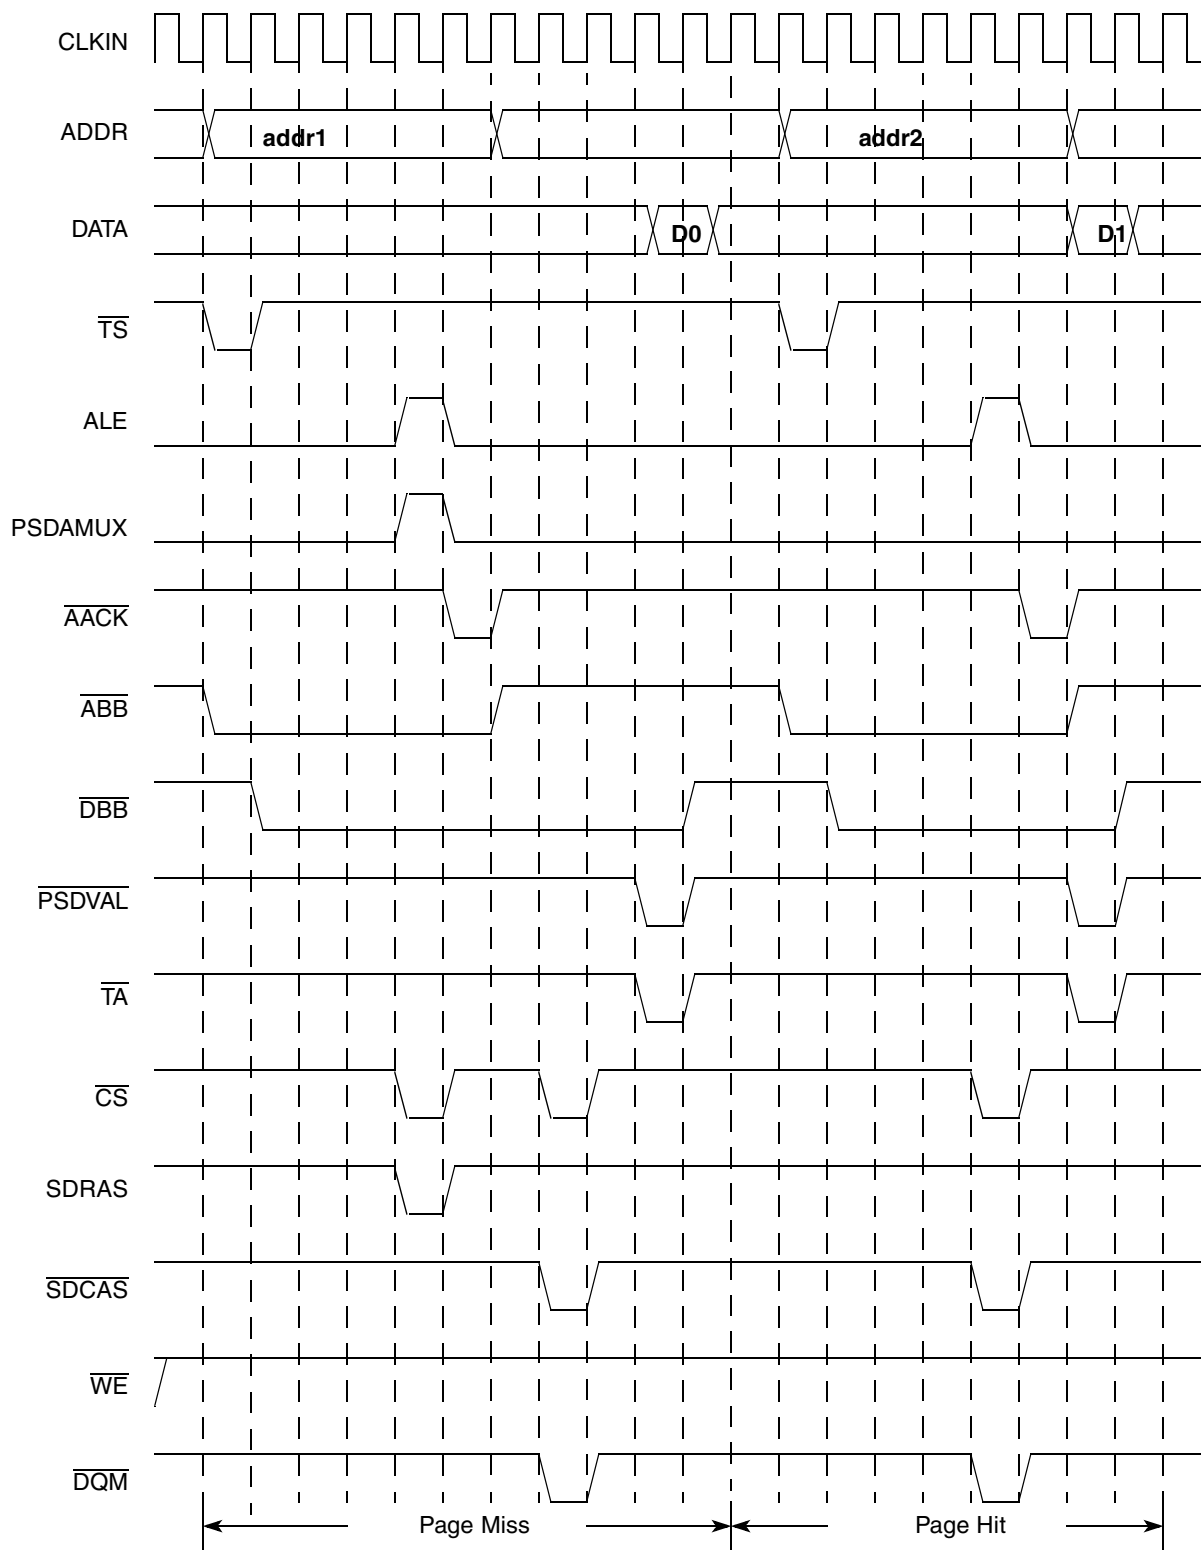 CLKIN
ADDR
addr1
addr2
DATA
D0
D1
TS
ALE
PSDAMUX
AACK
ABB
DBB
PSDVAL
TA
CS
SDRAS
SDCAS
WE
DQM
Page Miss
Page Hit